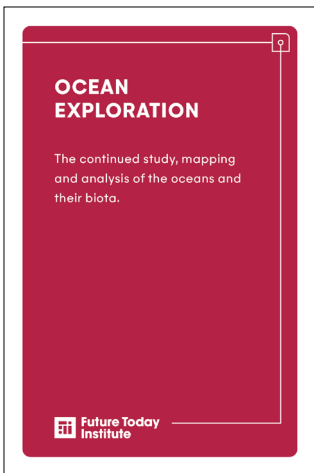 OCEAN
EXPLORATION
The continued study, mapping
and analysis of the oceans and
their biota.
Future Today
Institute